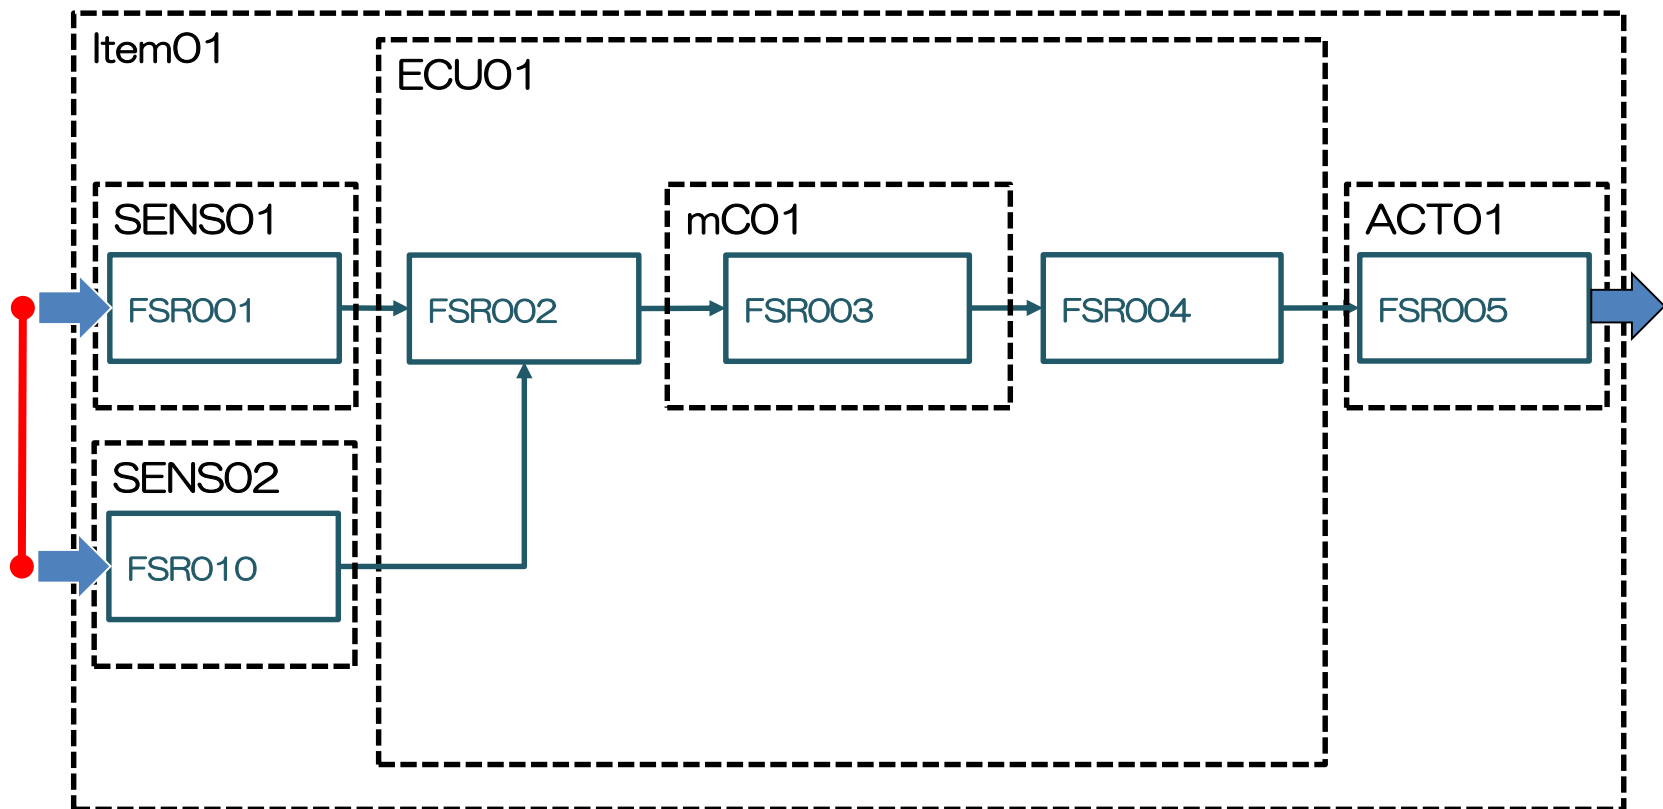 Item01
ECU01
SENS01
mC01
ACT01
FSR001
FSR002
FSR003
FSR004
FSR005
SENS02
FSR010